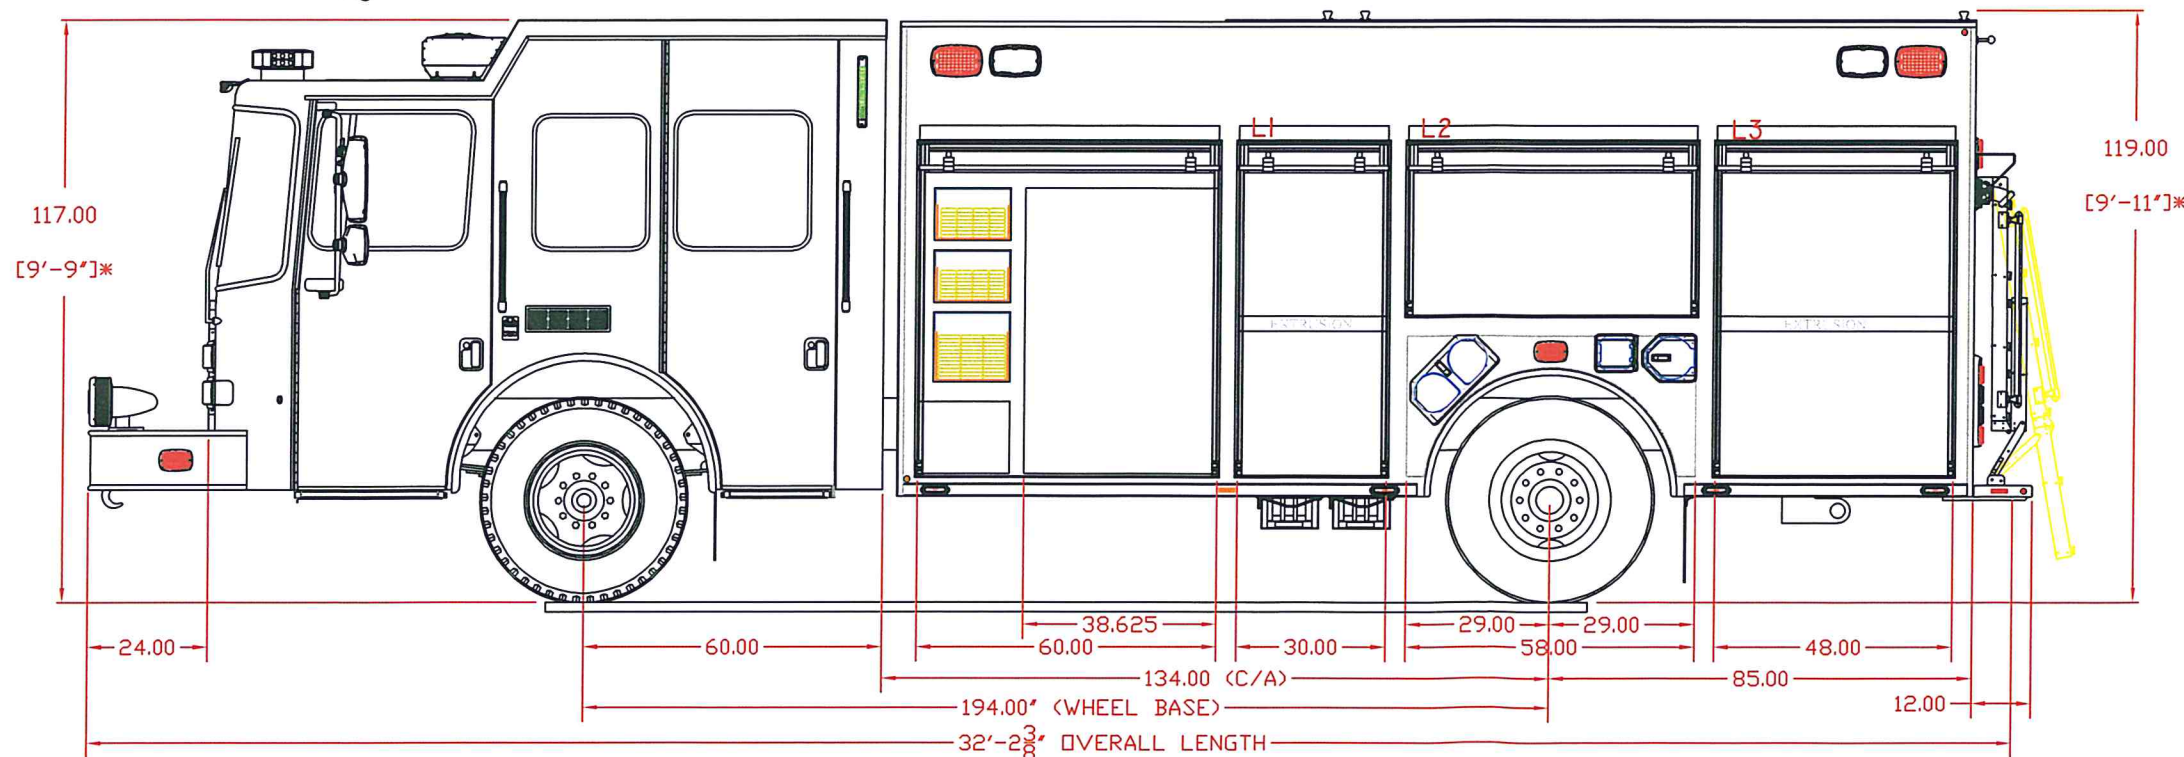 L1
L2
L3
117.00
[9'-9"]*
119.00
[9'-11"]*
EXTRUSION
EXTRUSION
24.00
60.00
38.625
60.00
30.00
29.00
29.00
58.00
48.00
134.00 (C/A)
85.00
194.00" (WHEEL BASE)
12.00
32'-2 3/8" OVERALL LENGTH